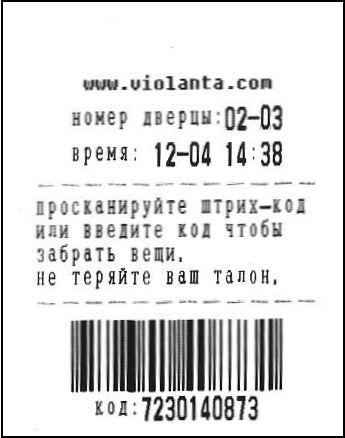 www.violanta.com
номер дверцы:02-03
время: 12-04 14:38
просканируйте штрих-код
или введите код чтобы
забрать вещи.
не теряйте ваш талон.
код:7230140873